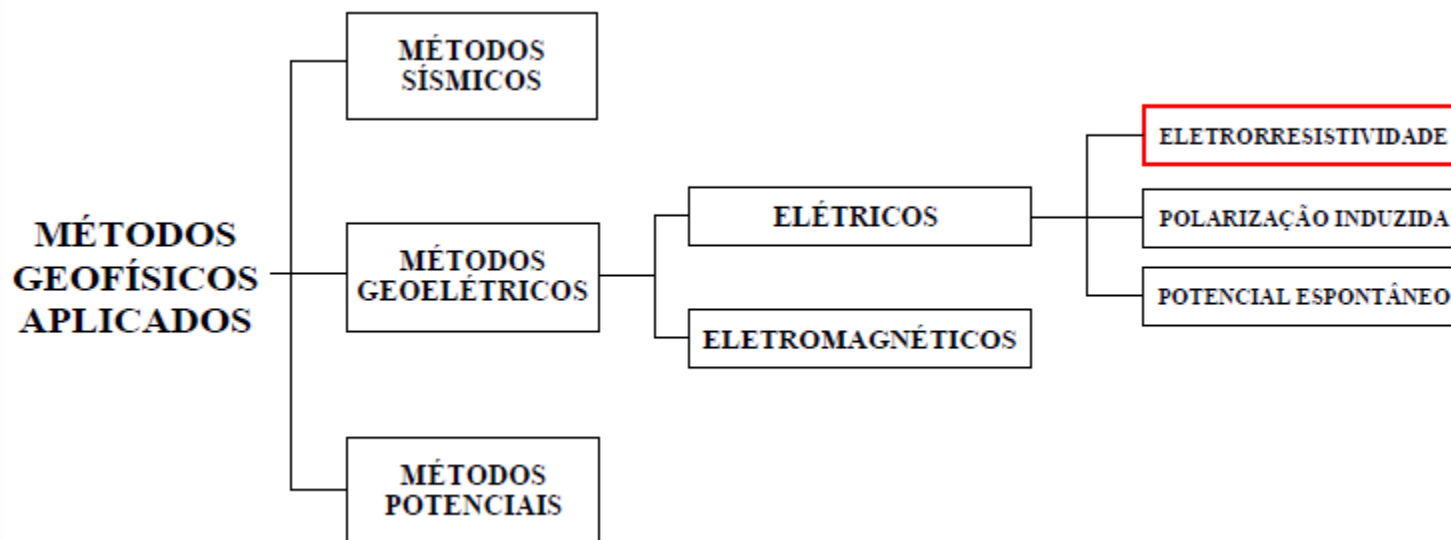 MÉTODOS
GEOFÍSICOS
APLICADOS
MÉTODOS
SÍSMICOS
MÉTODOS
GEOELÉTRICOS
MÉTODOS
POTENCIAIS
ELÉTRICOS
ELETROMAGNÉTICOS
ELETRORRESISTIVIDADE
POLARIZAÇÃO INDUZIDA
POTENCIAL ESPONTÂNEO